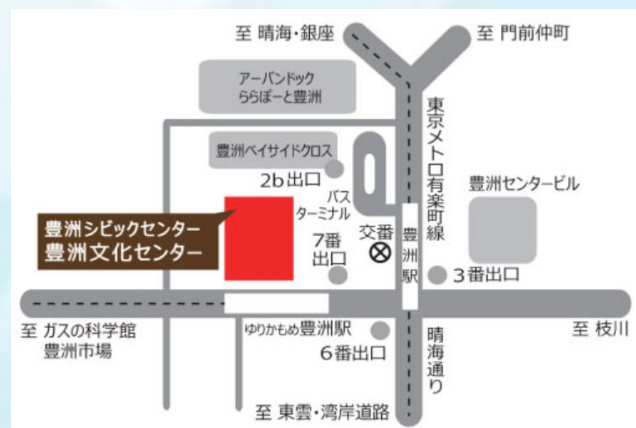 至 晴海・銀座
至 門前仲町
アーバンドック
ららぽーと豊洲
東京メトロ有楽町線
豊洲ベイサイドクロス
2b出口
バス
ターミナル
豊洲センタービル
豊洲シビックセンター
豊洲文化センター
7番
出口
交番
豊洲駅
3番出口
至 ガスの科学館
豊洲市場
ゆりかもめ豊洲駅
6番出口
晴海通り
至 枝川
至 東雲・湾岸道路